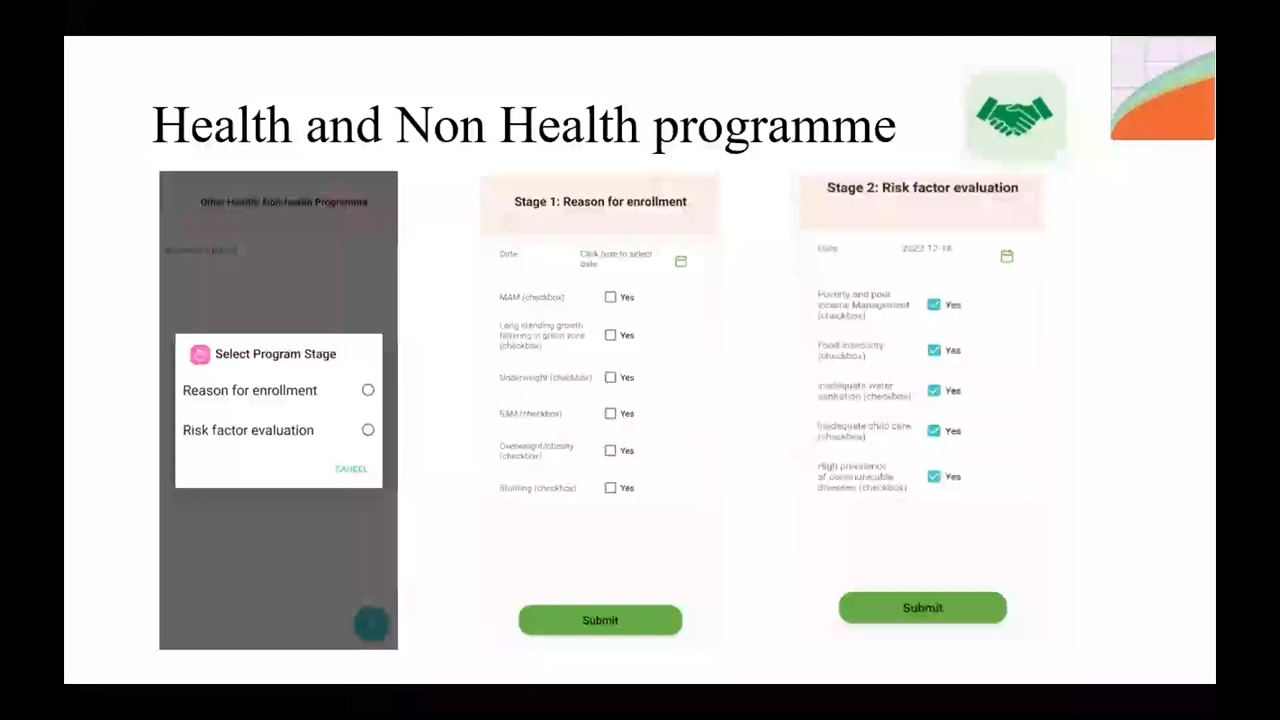 Health and Non Health programme
Other Health/ Non-health Programme
Select Program Stage
Reason for enrollment
Risk factor evaluation
CANCEL
Stage 1: Reason for enrollment
Date
Click here to select
date
MAM (checkbox)
Yes
Long standing growth
faltering in green zone
(checkbox)
Yes
Underweight (checkbox)
Yes
SAM (checkbox)
Yes
Overweight/obesity
(checkbox)
Yes
Stunting (checkbox)
Yes
Submit
Stage 2: Risk factor evaluation
Date
2022-12-16
Poverty and poor
income Management
(checkbox)
Yes
Food insecurity
(checkbox)
Yes
Inadequate water
sanitation (checkbox)
Yes
Inadequate child care
(checkbox)
Yes
High prevalence
of communicable
diseases (checkbox)
Yes
Submit